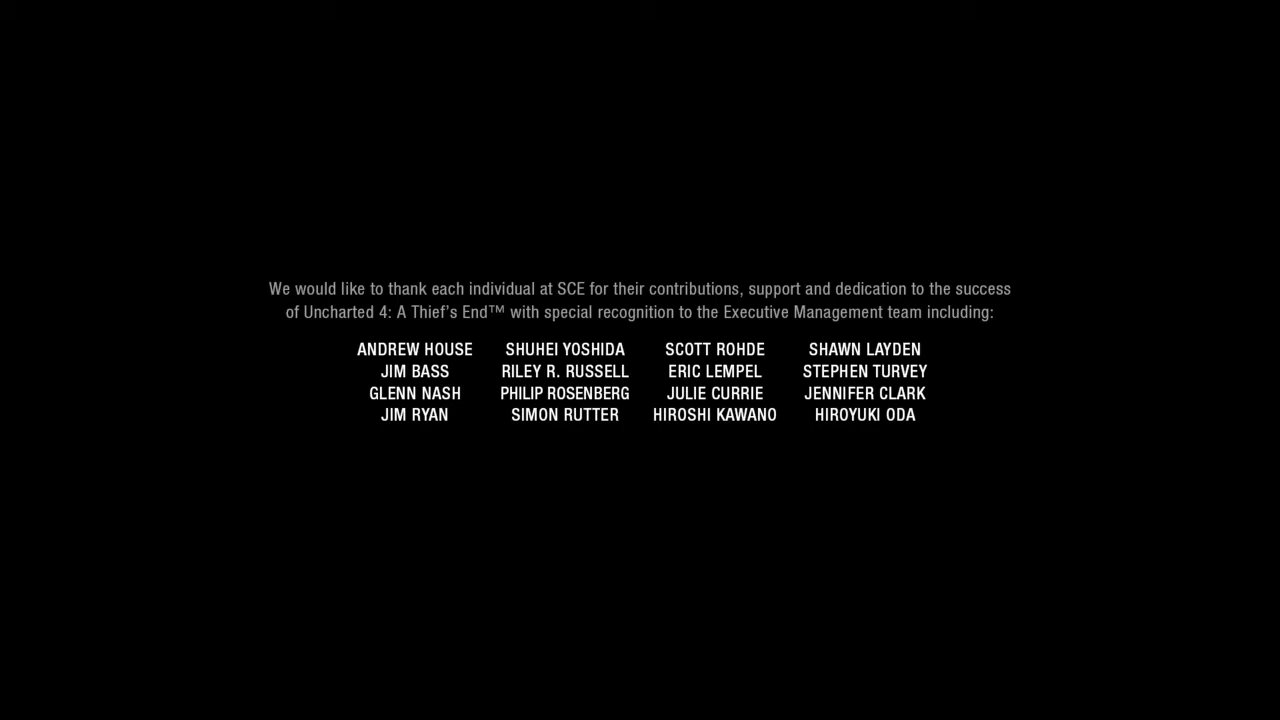 We would like to thank each individual at SCE for their contributions, support and dedication to the success
of Uncharted 4: A Thief's End™ with special recognition to the Executive Management team including:
ANDREW HOUSE SHUHEI YOSHIDA SCOTT ROHDE SHAWN LAYDEN
JIM BASS RILEY R. RUSSELL ERIC LEMPEL STEPHEN TURVEY
GLENN NASH PHILIP ROSENBERG JULIE CURRIE JENNIFER CLARK
JIM RYAN SIMON RUTTER HIROSHI KAWANO HIROYUKI ODA